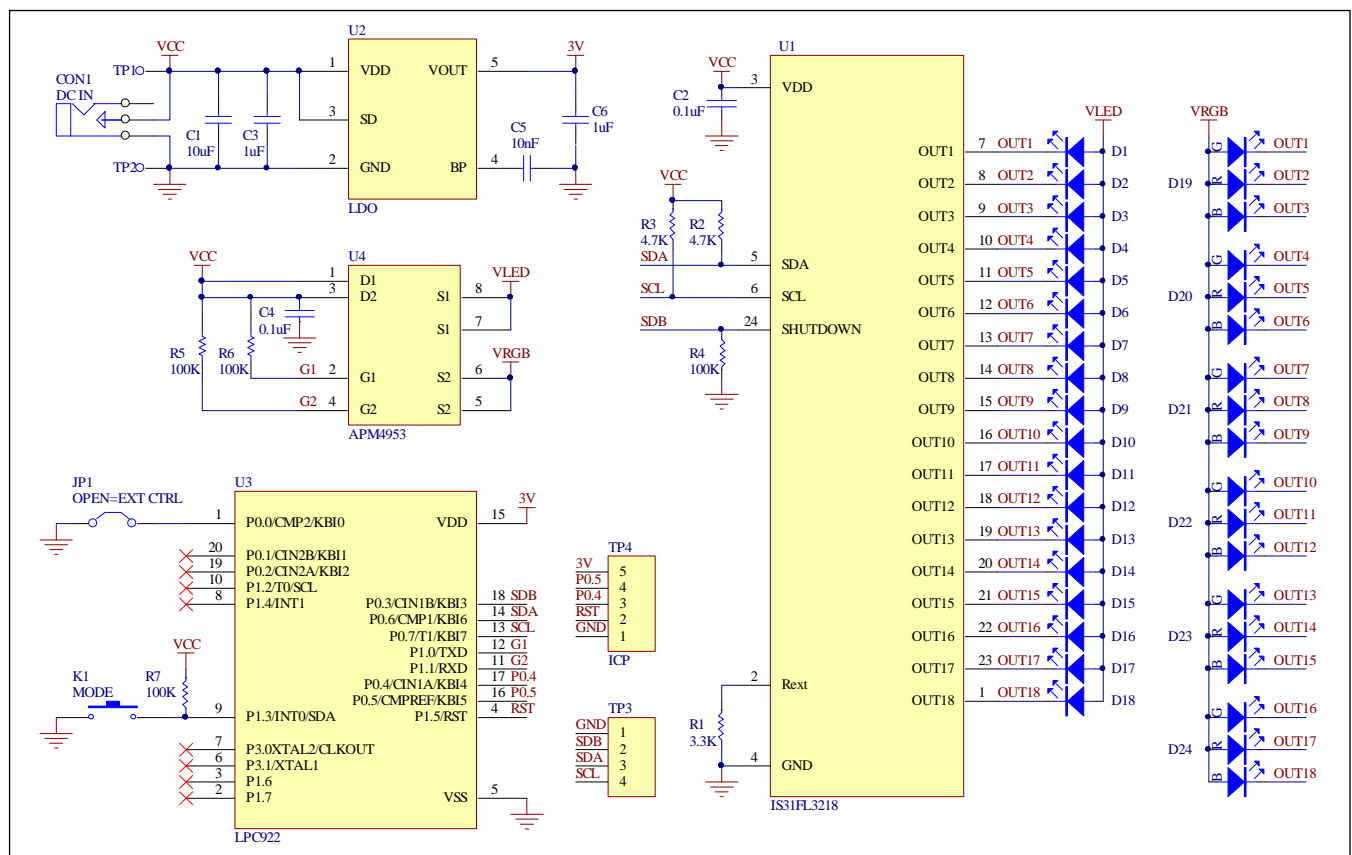 U2
VCC
TP1
CON1
DC IN
TP2
C1
10uF
C3
1uF
1
VDD
VOUT
5
3
SD
2
GND
BP
4
LDO
3V
C5
10nF
C6
1uF
U4
VCC
1
D1
3
D2
C4
0.1uF
R5
100K
R6
100K
G1
2
G1
G2
4
G2
S1
8
VLED
S1
7
VRGB
S2
6
S2
5
APM4953
JP1
OPEN=EXT CTRL
U3
1
P0.0/CMP2/KBI0
VDD
15
3V
20
P0.1/CIN2B/KBI1
19
P0.2/CIN2A/KBI2
10
P1.2/T0/SCL
8
P1.4/INT1
P0.3/CIN1B/KBI3
18
SDB
P0.6/CMP1/KBI6
14
SDA
P0.7/T1/KBI7
13
SCL
P1.0/TXD
12
G1
P1.1/RXD
11
G2
P0.4/CIN1A/KBI4
17
P0.4
P0.5/CMPREF/KBI5
16
P0.5
P1.5/RST
4
RST
VCC
K1
MODE
R7
100K
9
P1.3/INT0/SDA
7
P3.0XTAL2/CLKOUT
6
P3.1/XTAL1
3
P1.6
2
P1.7
VSS
5
LPC922
TP4
3V
5
P0.5
4
P0.4
3
RST
2
GND
1
ICP
TP3
GND
1
SDB
2
SDA
3
SCL
4
U1
VCC
C2
0.1uF
3
VDD
VCC
R3
4.7K
R2
4.7K
SDA
5
SDA
SCL
6
SCL
SDB
24
SHUTDOWN
R4
100K
2
Rext
R1
3.3K
4
GND
IS31FL3218
VLED
OUT1
7
OUT1
D1
OUT2
8
OUT2
D2
OUT3
9
OUT3
D3
OUT4
10
OUT4
D4
OUT5
11
OUT5
D5
OUT6
12
OUT6
D6
OUT7
13
OUT7
D7
OUT8
14
OUT8
D8
OUT9
15
OUT9
D9
OUT10
16
OUT10
D10
OUT11
17
OUT11
D11
OUT12
18
OUT12
D12
OUT13
19
OUT13
D13
OUT14
20
OUT14
D14
OUT15
21
OUT15
D15
OUT16
22
OUT16
D16
OUT17
23
OUT17
D17
OUT18
1
OUT18
D18
VRGB
G
OUT1
D19
R
OUT2
B
OUT3
G
OUT4
D20
R
OUT5
B
OUT6
G
OUT7
D21
R
OUT8
B
OUT9
G
OUT10
D22
R
OUT11
B
OUT12
G
OUT13
D23
R
OUT14
B
OUT15
G
OUT16
D24
R
OUT17
B
OUT18